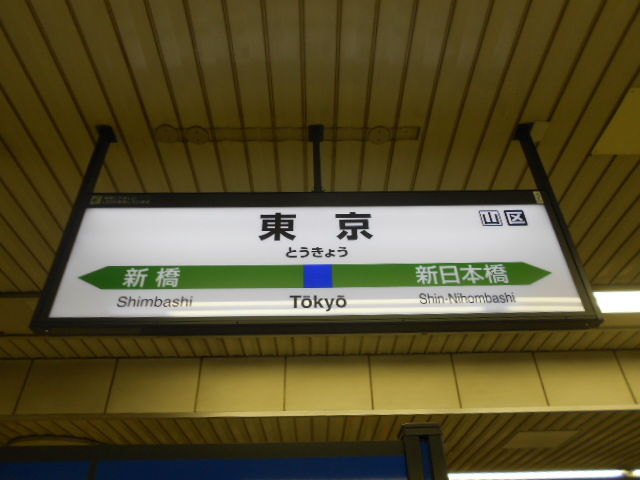 東京
山 区
とうきょう
新橋
新日本橋
Shimbashi
Tōkyō
Shin-Nihombashi